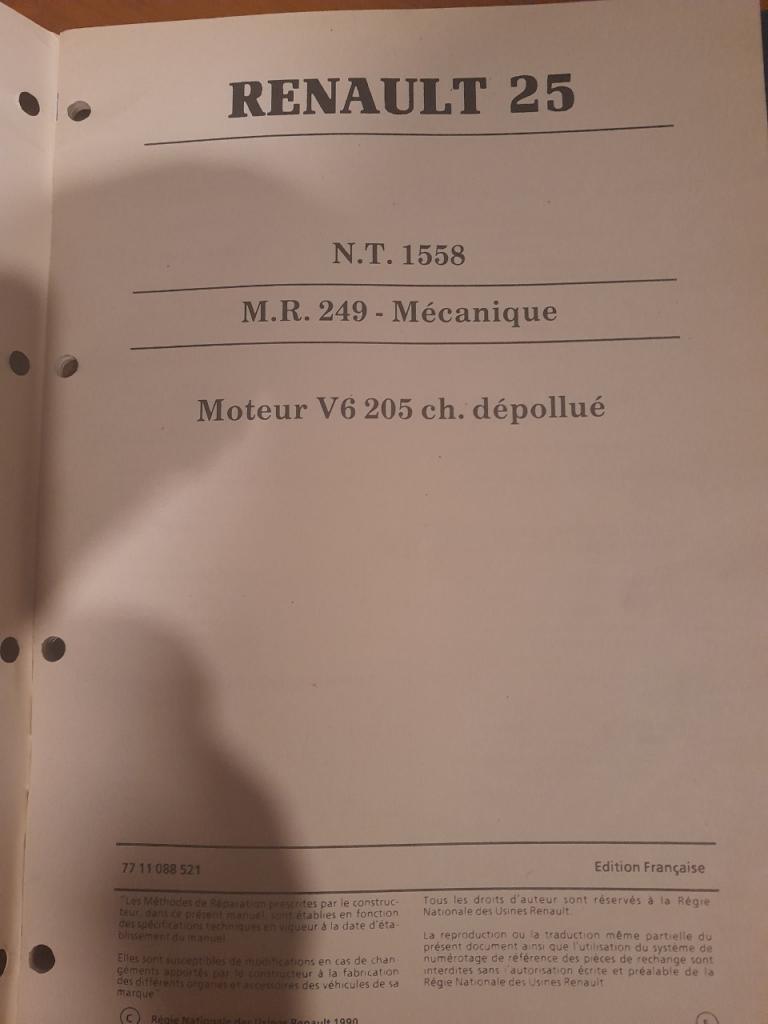 RENAULT 25
N.T. 1558
M.R. 249 - Mécanique
Moteur V6 205 ch. dépollué
77 11 088 521
Edition Française
"Les Méthodes de Réparation prescrites par le construc-
teur, dans ce présent manuel, sont établies en fonction
des spécifications techniques en vigueur à la date d'éta-
blissement du manuel.
Elles sont susceptibles de modifications en cas de chan-
gements apportés par le constructeur à la fabrication
des différents organes et accessoires des véhicules de sa
marque"
Tous les droits d'auteur sont réservés à la Régie
Nationale des Usines Renault.
La reproduction ou la traduction même partielle du
présent document ainsi que l'utilisation du système de
numérotage de référence des pièces de rechange sont
interdites sans l'autorisation écrite et préalable de la
Régie Nationale des Usines Renault
C Régie Nationale des Usines Renault 1990